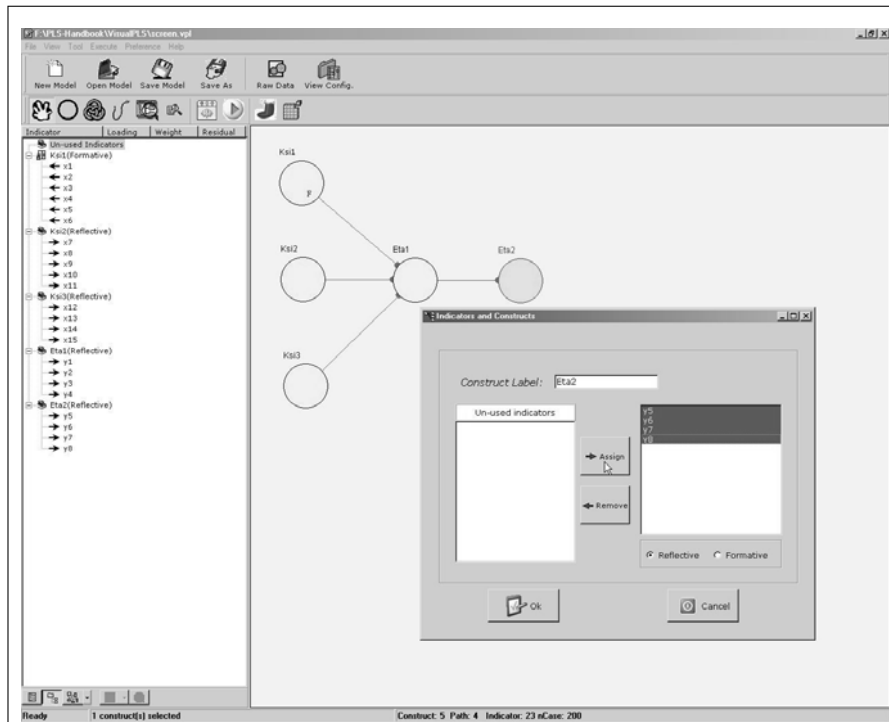 F:\PLS-Handbook\VisualPLS\screen.vpl
File View Tool Execute Preference Help
New Model Open Model Save Model Save As Raw Data View Config.
Indicator Loading Weight Residual
Un-used Indicators
Ksi1(Formative)
x1
x2
x3
x4
x5
x6
Ksi2(Reflective)
x7
x8
x9
x10
x11
Ksi3(Reflective)
x12
x13
x14
x15
Eta1(Reflective)
y1
y2
y3
y4
Eta2(Reflective)
y5
y6
y7
y8
Ksi1
F
Ksi2
Eta1
Eta2
Ksi3
Indicators and Constructs
Construct Label: Eta2
Un-used indicators
y5
y6
y7
y8
Assign
Remove
Reflective Formative
Ok
Cancel
Ready 1 construct(s) selected Construct: 5 Path: 4 Indicator: 23 nCase: 200